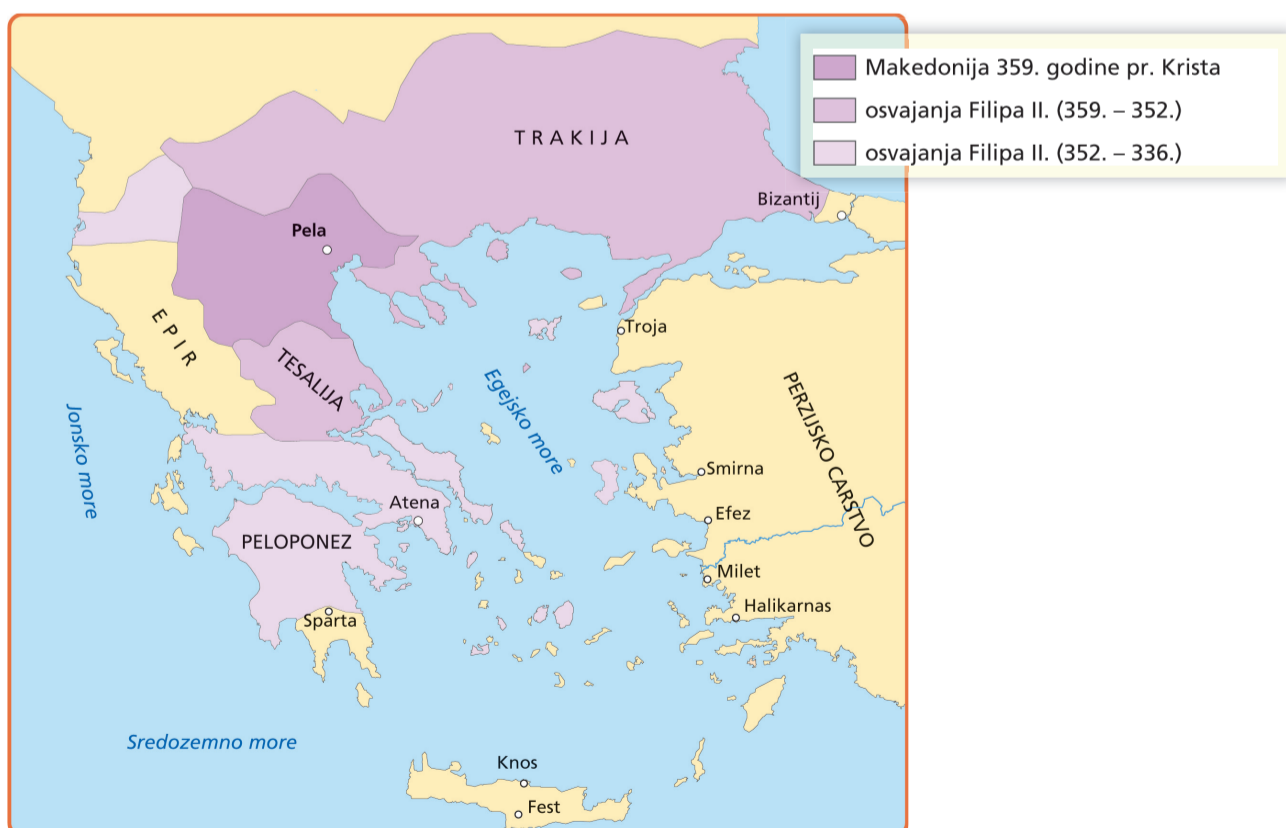 Makedonija 359. godine pr. Krista
osvajanja Filipa II. (359. – 352.)
osvajanja Filipa II. (352. – 336.)
TRAKIJA
Bizantij
Pela
EPIR
Troja
TESALIJA
Egejsko more
PERZIJSKO CARSTVO
Jonsko more
Smirna
Atena
Efez
PELOPONEZ
Milet
Halikarnas
Sparta
Sredozemno more
Knos
Fest